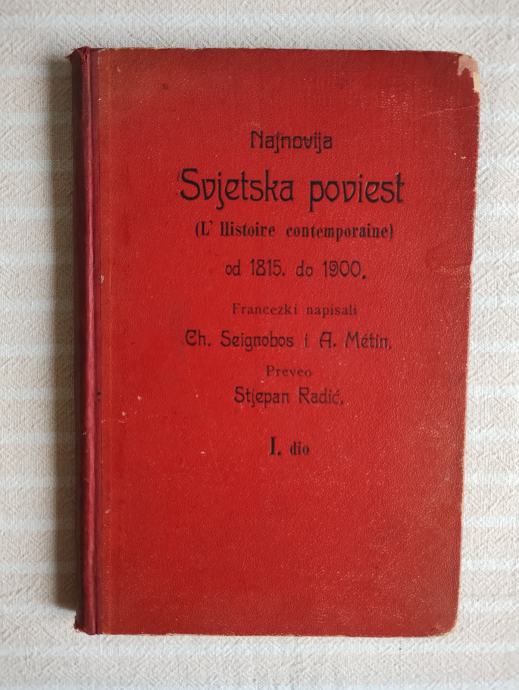 Najnovija
Svjetska poviest
(L' Histoire contemporaine)
od 1815. do 1900.
Francezki napisali
Ch. Seignobos i A. Métin.
Preveo
Stjepan Radić.
I. dio